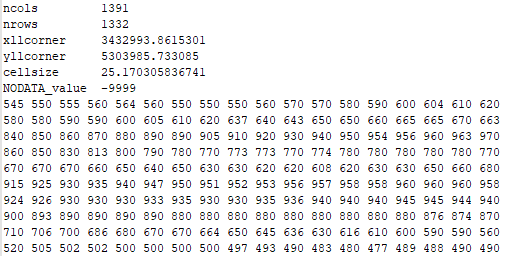 ncols         1391
nrows         1332
xllcorner     3432993.8615301
yllcorner     5303985.733085
cellsize      25.170305836741
NODATA_value  -9999
545 550 555 560 564 560 550 550 550 560 570 570 580 590 600 604 610 620
580 580 590 590 600 605 610 620 637 640 643 650 650 660 665 665 670 663
840 850 860 870 880 890 890 905 910 920 930 940 950 954 956 960 963 970
860 850 830 813 800 790 780 770 773 773 770 774 780 780 780 780 780 770
670 670 670 660 650 640 650 630 630 620 620 608 620 630 630 650 660 680
915 925 930 935 940 947 950 951 952 953 956 957 958 958 960 960 960 958
924 926 930 930 930 933 935 930 930 935 936 940 940 940 945 945 944 940
900 893 890 890 890 890 880 880 880 880 880 880 880 880 880 876 874 870
710 706 700 686 680 670 670 664 650 645 636 630 616 610 600 590 590 560
520 505 502 502 500 500 500 500 497 493 490 483 480 477 489 488 490 490